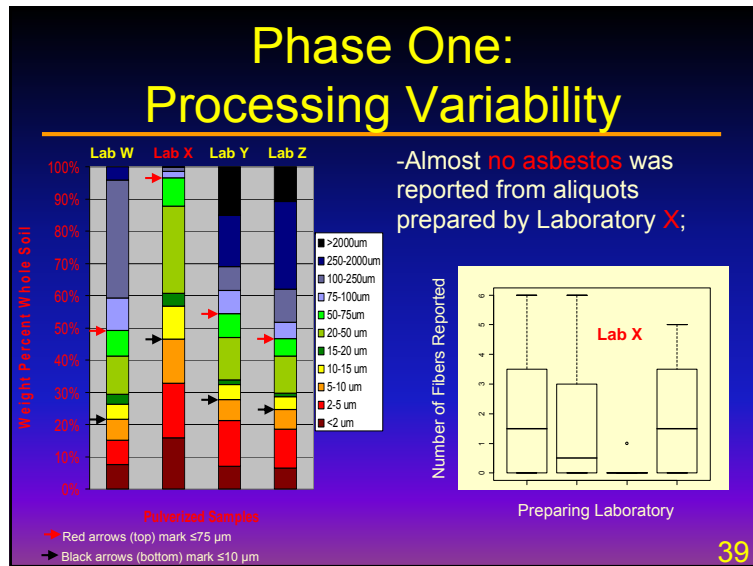 Phase One:
Processing Variability
Lab W Lab X Lab Y Lab Z
100%
90%
80%
70%
60%
50%
40%
30%
20%
10%
0%
Weight Percent Whole Soil
>2000um
250-2000um
100-250um
75-100um
50-75um
20-50 um
15-20 um
10-15 um
5-10 um
2-5 um
<2 um
Pulverized Samples
Red arrows (top) mark ≤75 µm
Black arrows (bottom) mark ≤10 µm
-Almost no asbestos was
reported from aliquots
prepared by Laboratory X;
Number of Fibers Reported
6
5
4
3
2
1
0
Lab X
Preparing Laboratory
39